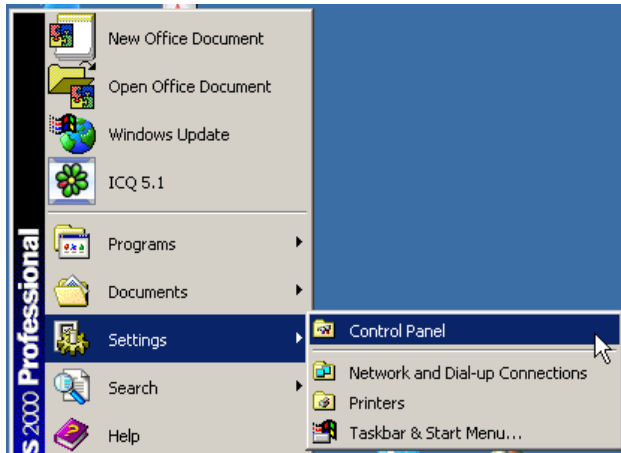 New Office Document
Open Office Document
Windows Update
ICQ 5.1
Programs
Documents
Settings
Search
Help
Control Panel
Network and Dial-up Connections
Printers
Taskbar & Start Menu...
s 2000 Professional